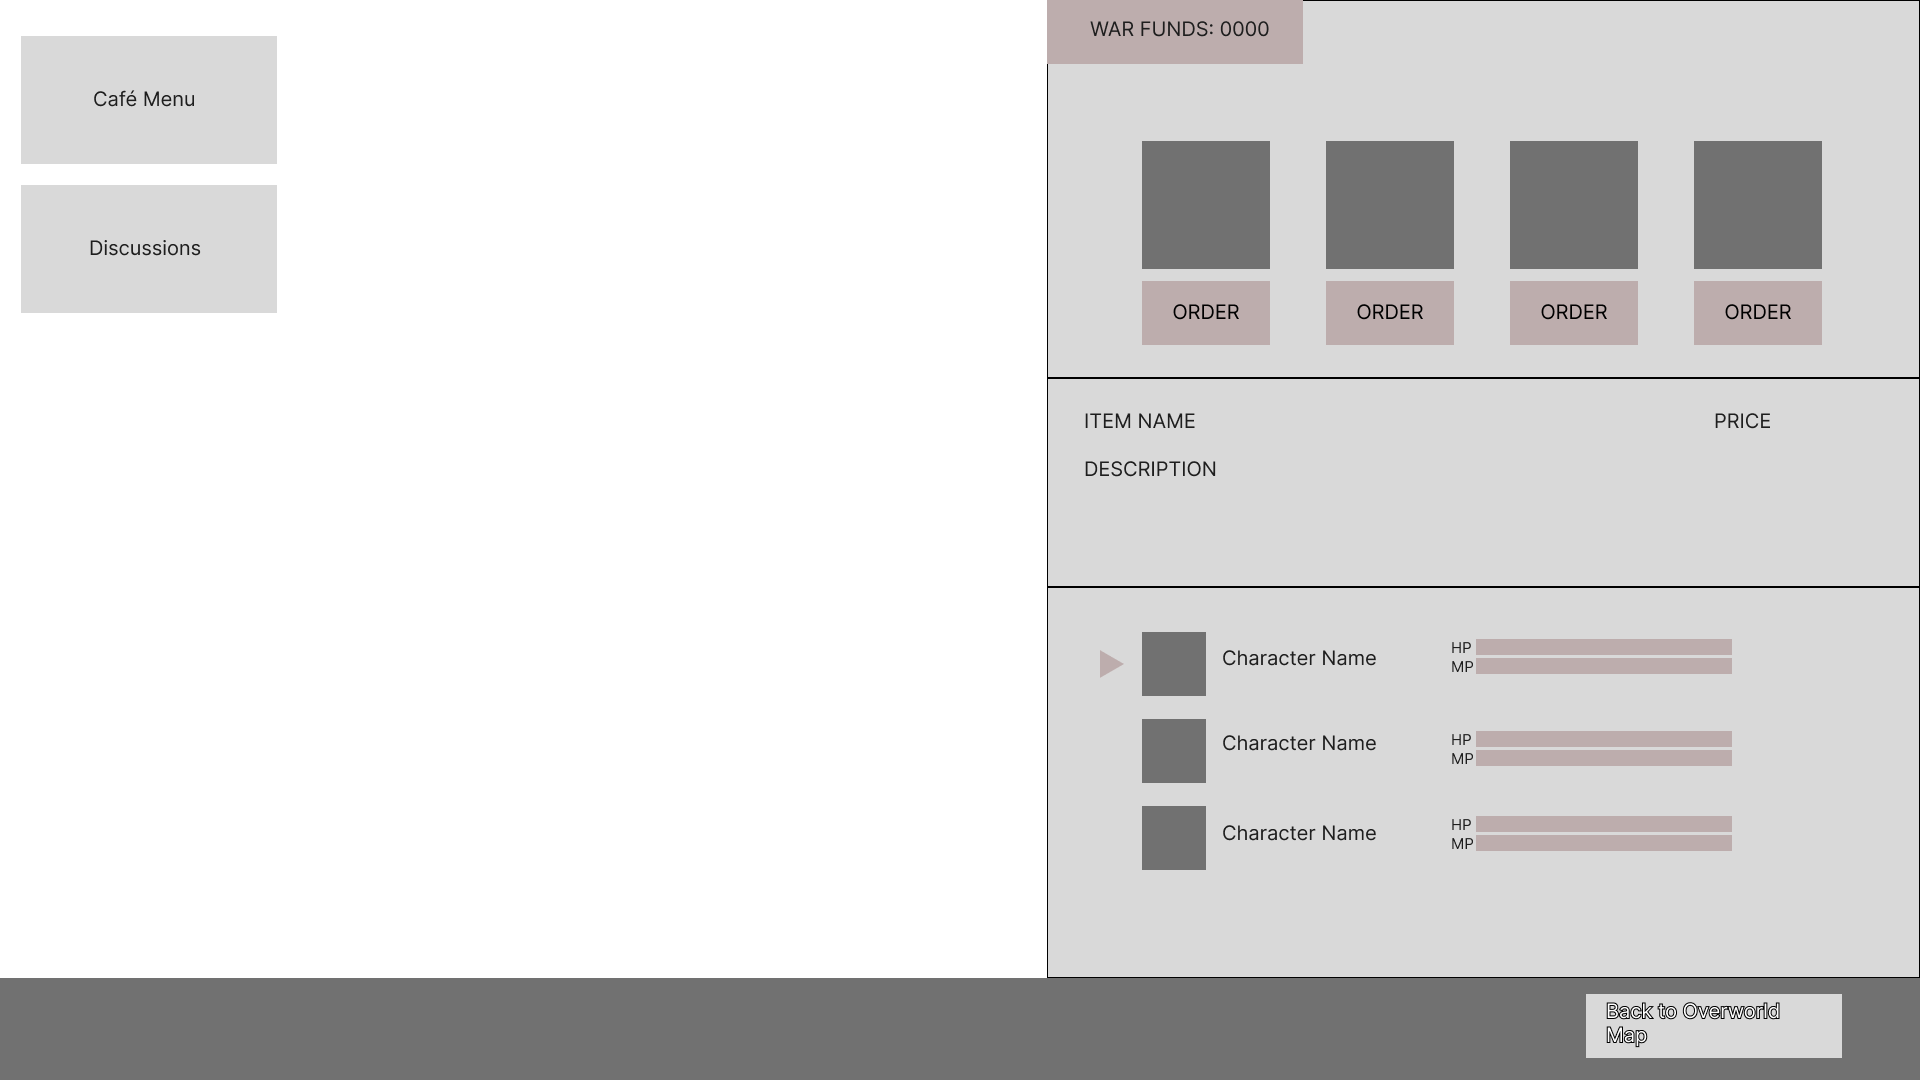 Café Menu
Discussions
WAR FUNDS: 0000
ORDER ORDER ORDER ORDER
ITEM NAME PRICE
DESCRIPTION
Character Name HP
MP
Character Name HP
MP
Character Name HP
MP
Back to Overworld
Map